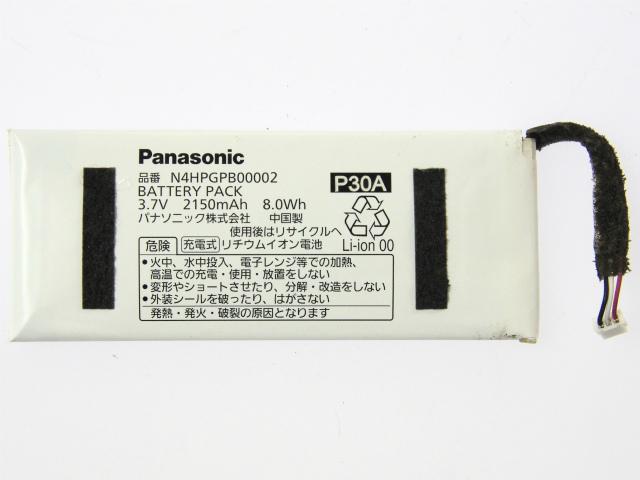 Panasonic
品番 N4HPGPB00002
BATTERY PACK
P30A
3.7V 2150mAh 8.0Wh
パナソニック株式会社 中国製
使用後はリサイクルへ
危険 充電式 リチウムイオン電池 Li-ion 00
●火中、水中投入、電子レンジ等での加熱、
高温での充電・使用・放置をしない
●変形やショートさせたり、分解・改造をしない
●外装シールを破ったり、はがさない
発熱・発火・破裂の原因となります